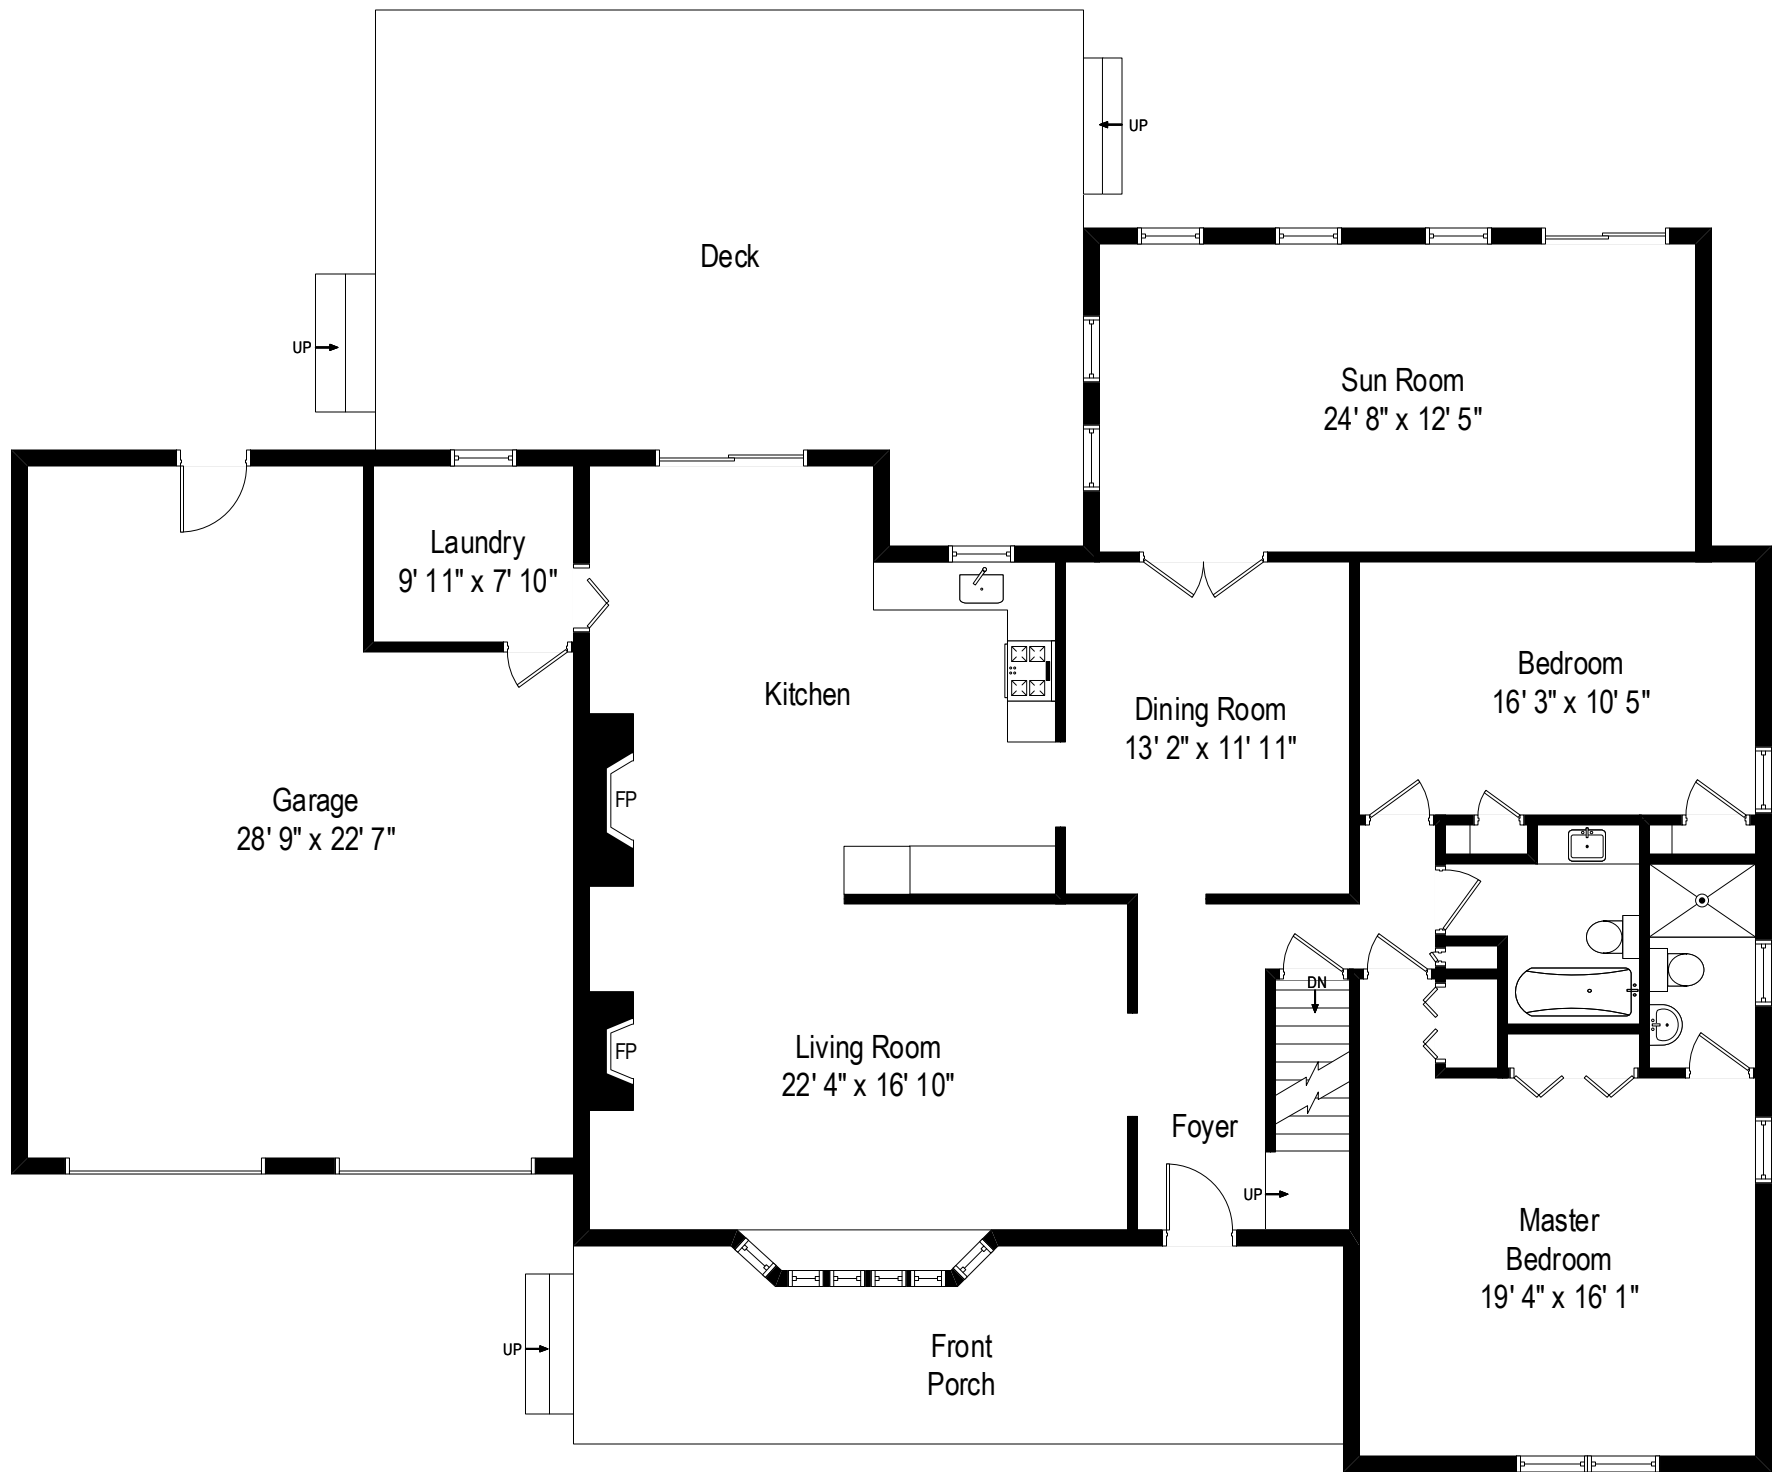 UP
Deck
UP
Sun Room
24' 8" x 12' 5"
Laundry
9' 11" x 7' 10"
Kitchen
Dining Room
13' 2" x 11' 11"
Bedroom
16' 3" x 10' 5"
Garage
28' 9" x 22' 7"
FP
DN
FP
Living Room
22' 4" x 16' 10"
Foyer
UP
Master
Bedroom
19' 4" x 16' 1"
UP
Front
Porch